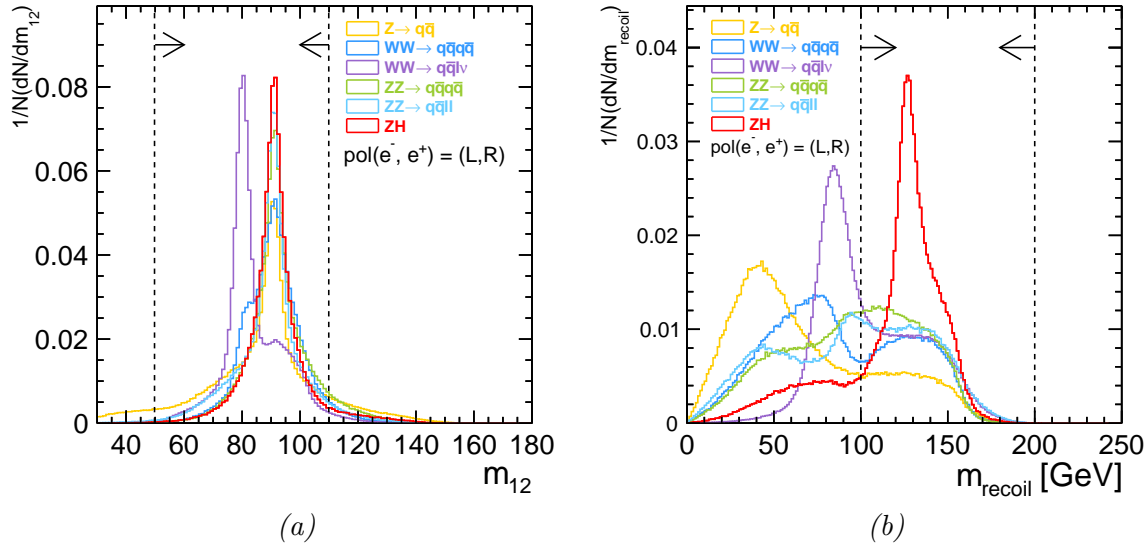 1/N(dN/dm₁₂)
0.08
0.06
0.04
0.02
0
Z→ qq̄
WW→ qq̄qq̄
WW→ qq̄lν
ZZ→ qq̄qq̄
ZZ→ qq̄ll
ZH
pol(e⁻, e⁺) = (L,R)
40 60 80 100 120 140 160 180
m₁₂
(a)
1/N(dN/dm_recoil)
0.04
0.03
0.02
0.01
0
Z→ qq̄
WW→ qq̄qq̄
WW→ qq̄lν
ZZ→ qq̄qq̄
ZZ→ qq̄ll
ZH
pol(e⁻, e⁺) = (L,R)
0 50 100 150 200 250
m_recoil [GeV]
(b)